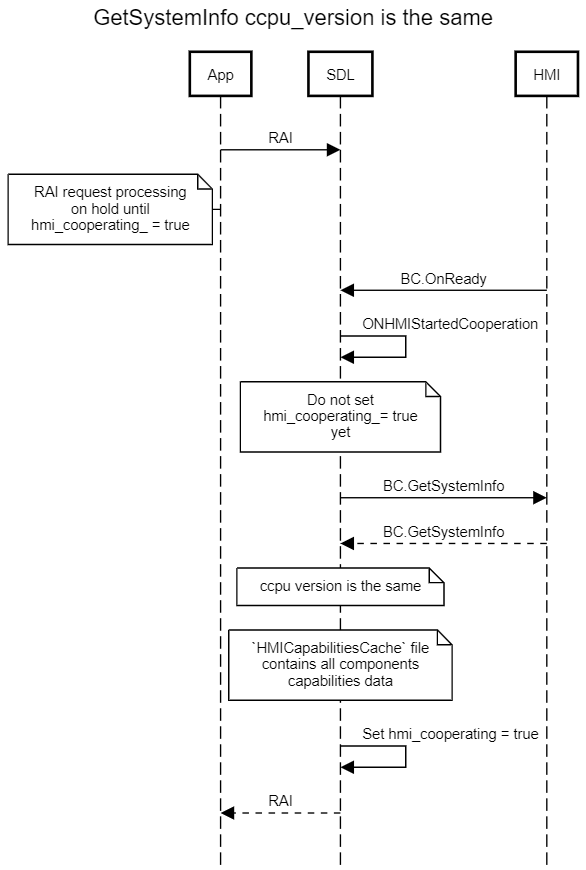 GetSystemInfo ccpu_version is the same
App
SDL
HMI
RAI
RAI request processing
on hold until
hmi_cooperating_ = true
BC.OnReady
ONHMIStartedCooperation
Do not set
hmi_cooperating_= true
yet
BC.GetSystemInfo
BC.GetSystemInfo
ccpu version is the same
`HMICapabilitiesCache` file
contains all components
capabilities data
Set hmi_cooperating = true
RAI